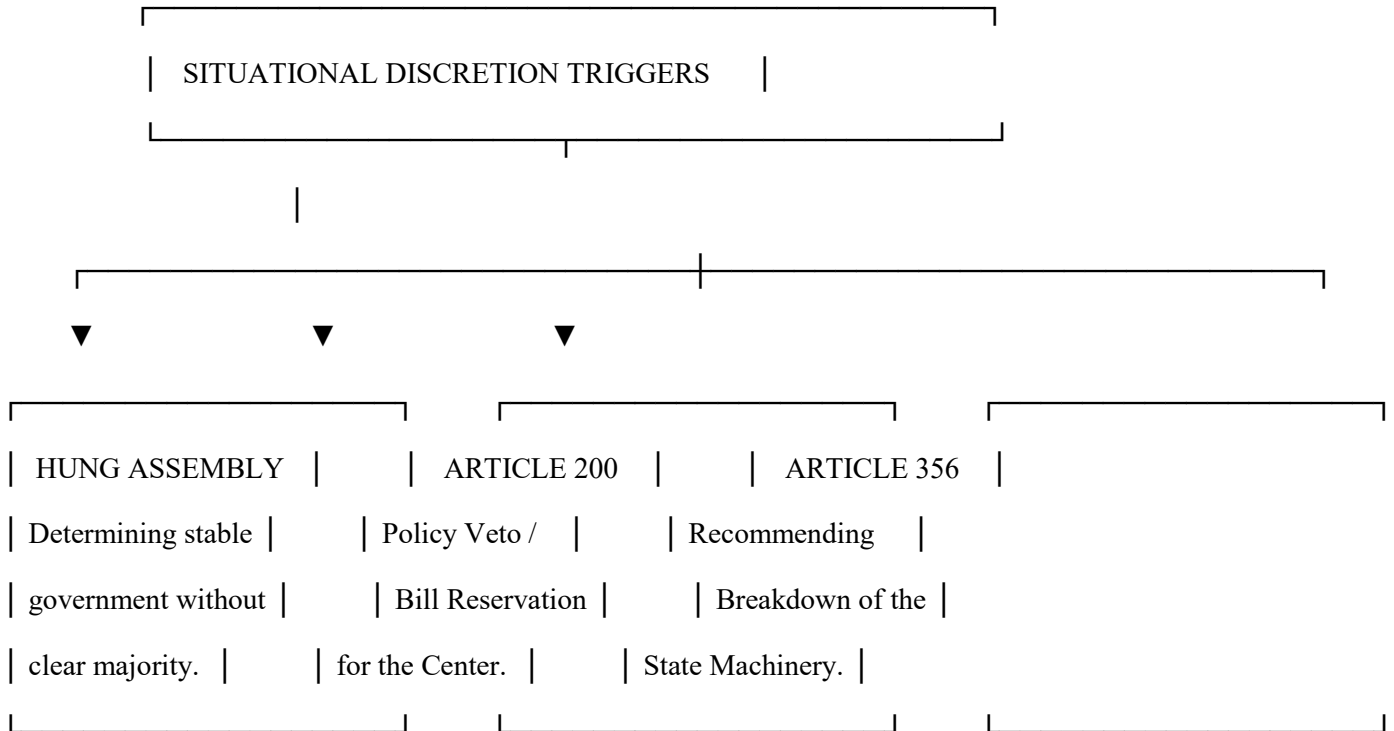 SITUATIONAL DISCRETION TRIGGERS
HUNG ASSEMBLY ARTICLE 200 ARTICLE 356
Determining stable Policy Veto / Recommending
government without Bill Reservation Breakdown of the
clear majority. for the Center. State Machinery.